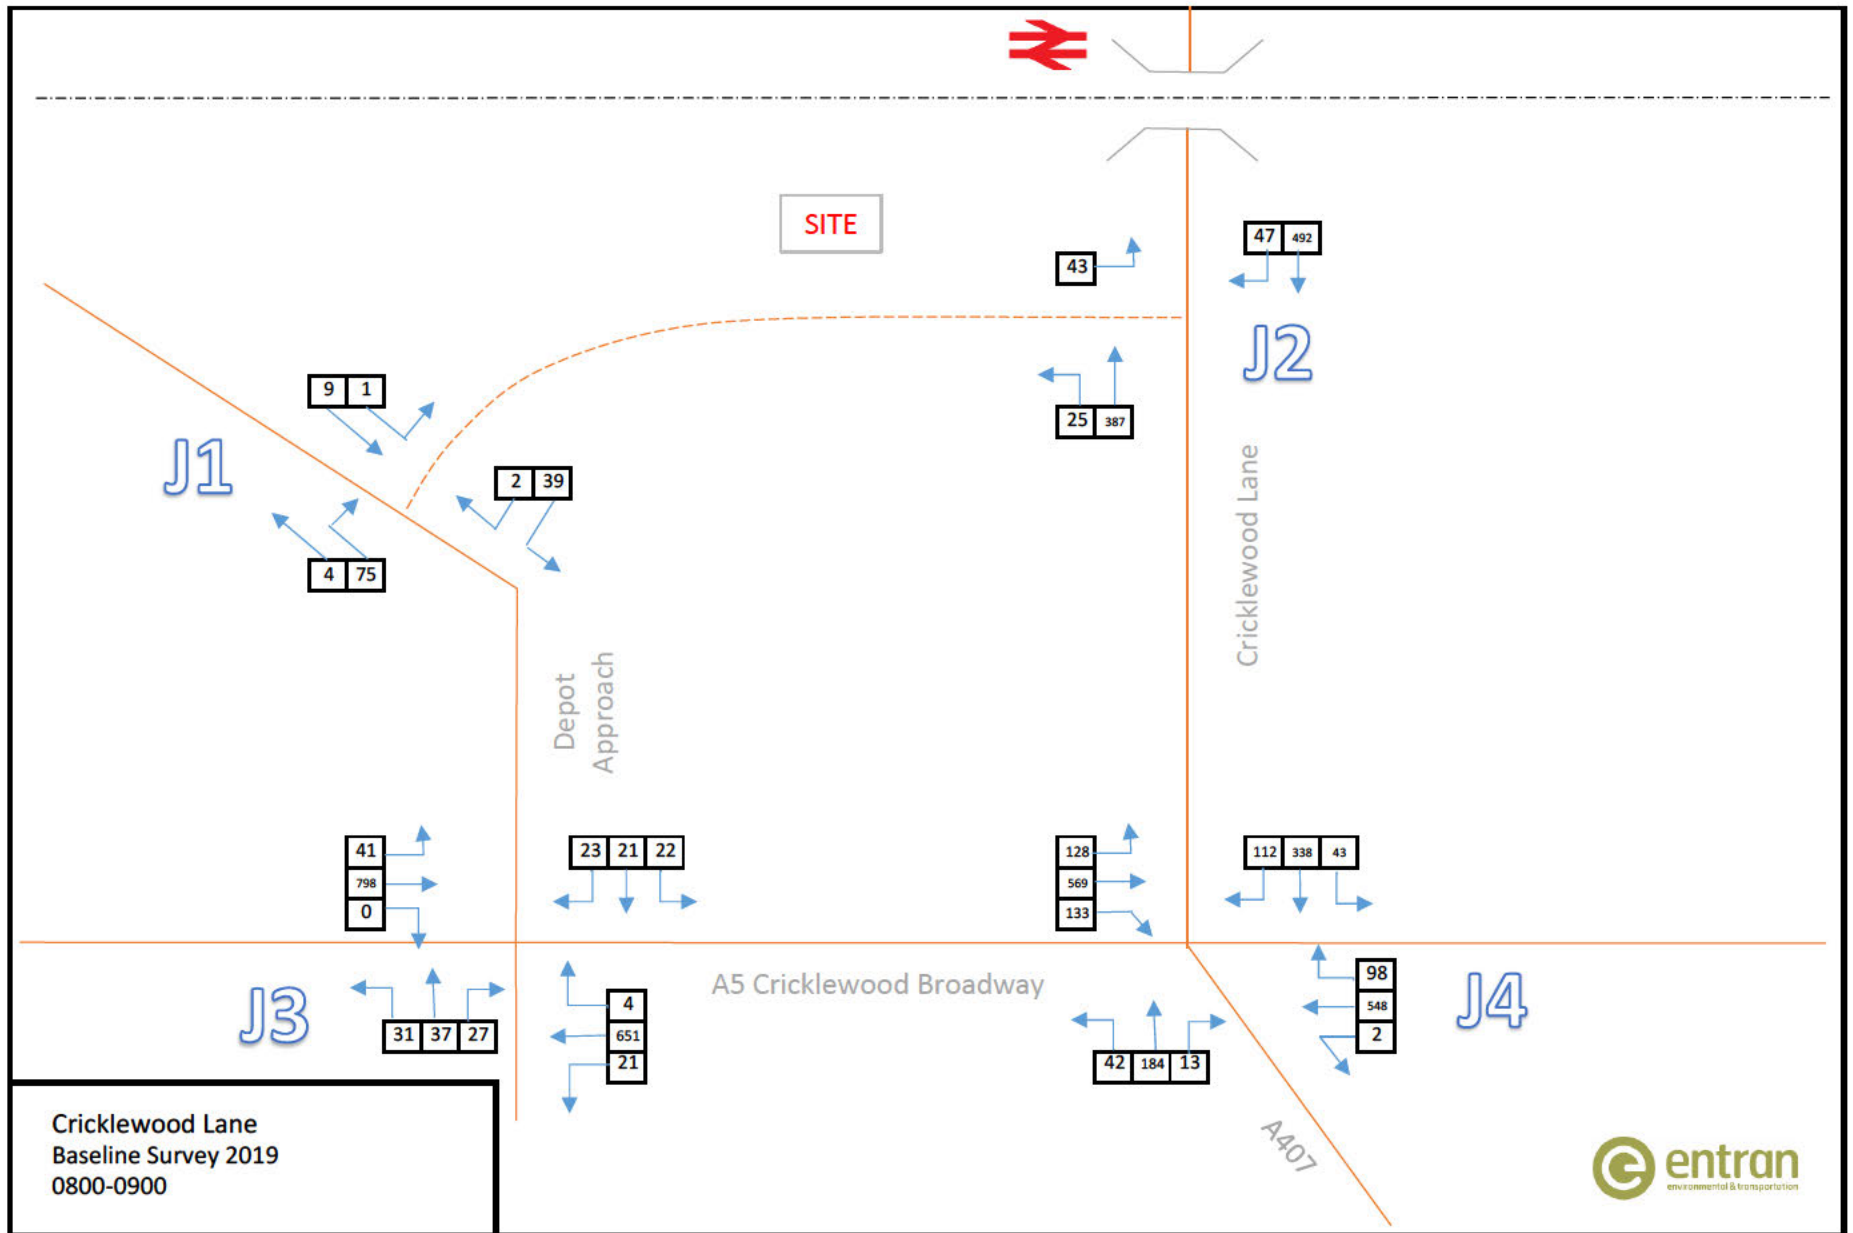 SITE
47 492
43
J2
25 387
9 1
J1
2 39
4 75
Cricklewood Lane
Depot
Approach
41
798
0
23 21 22
128
569
133
112 338 43
A5 Cricklewood Broadway
J3
31 37 27
4
651
21
42 184 13
98
548
2
J4
A407
Cricklewood Lane
Baseline Survey 2019
0800-0900
entran
environmental & transportation